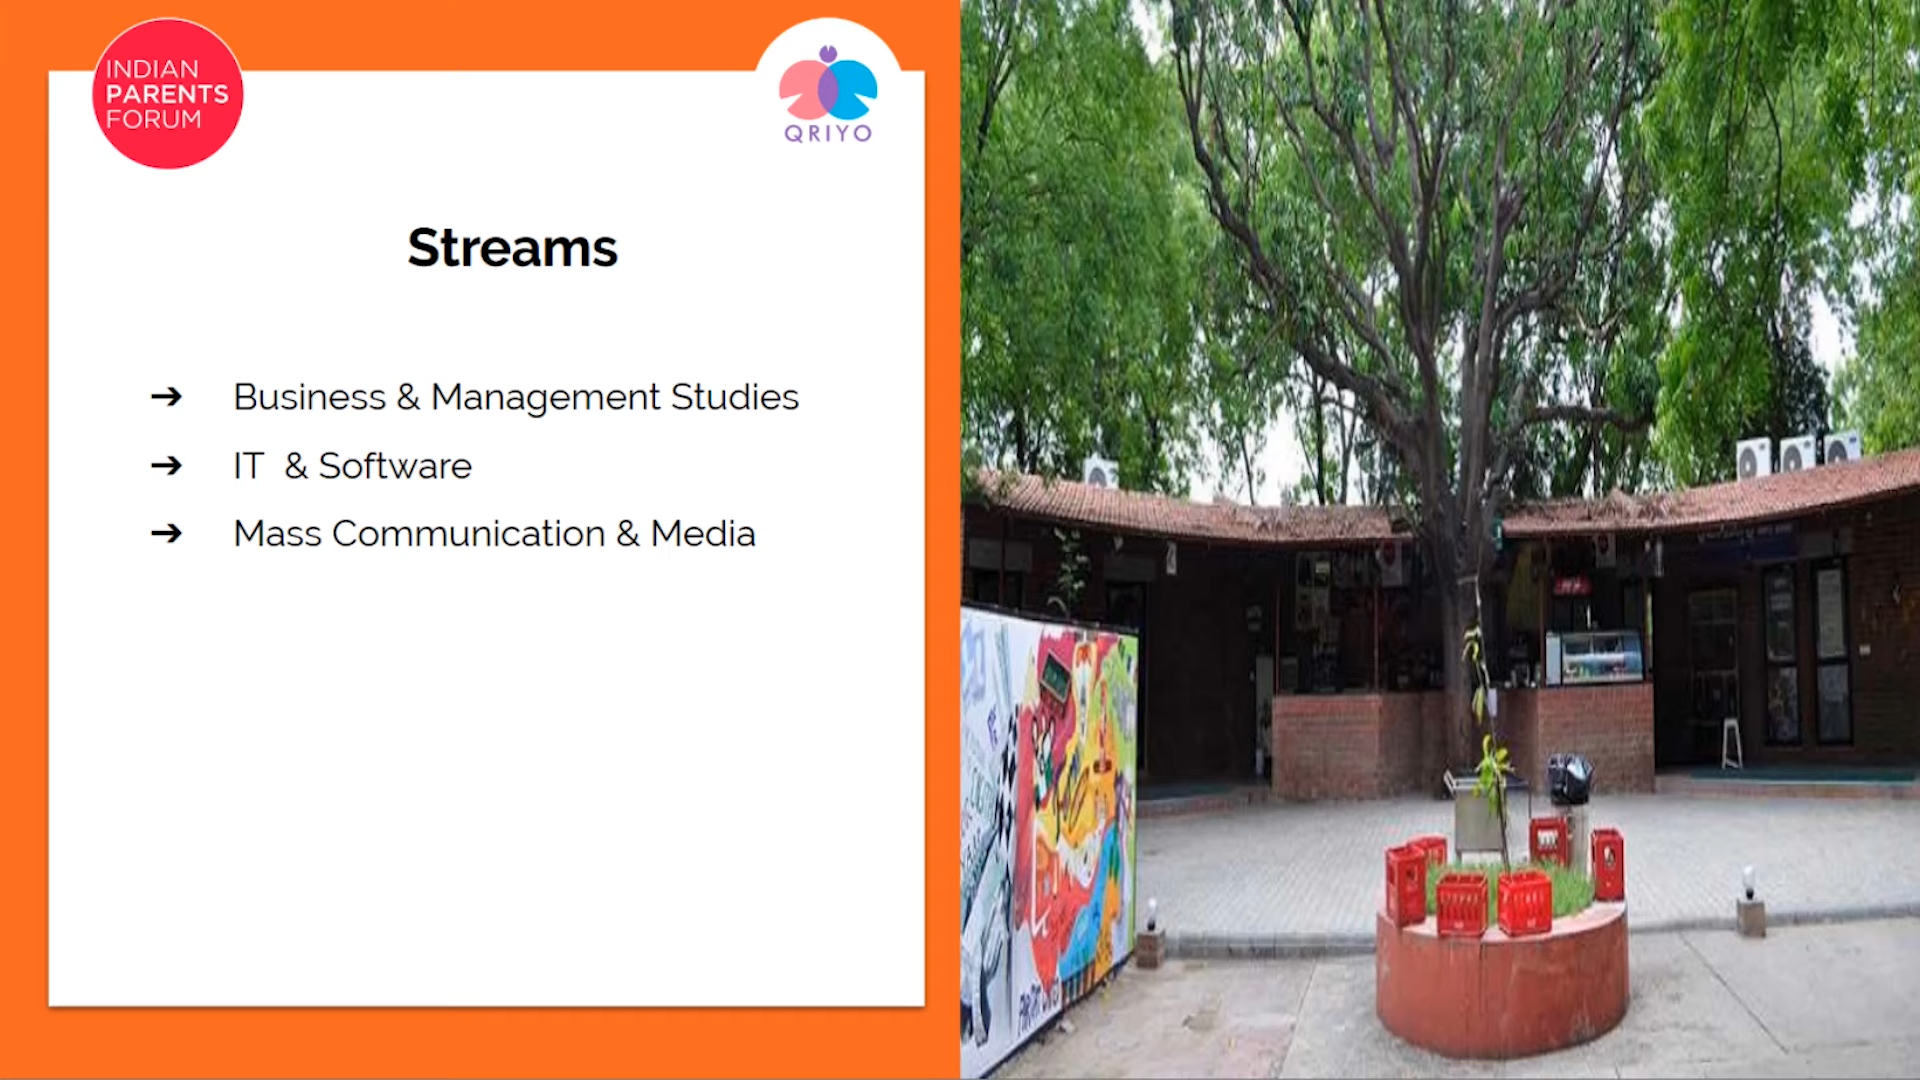 INDIAN
PARENTS
FORUM
QRIYO
Streams
➔ Business & Management Studies
➔ IT & Software
➔ Mass Communication & Media